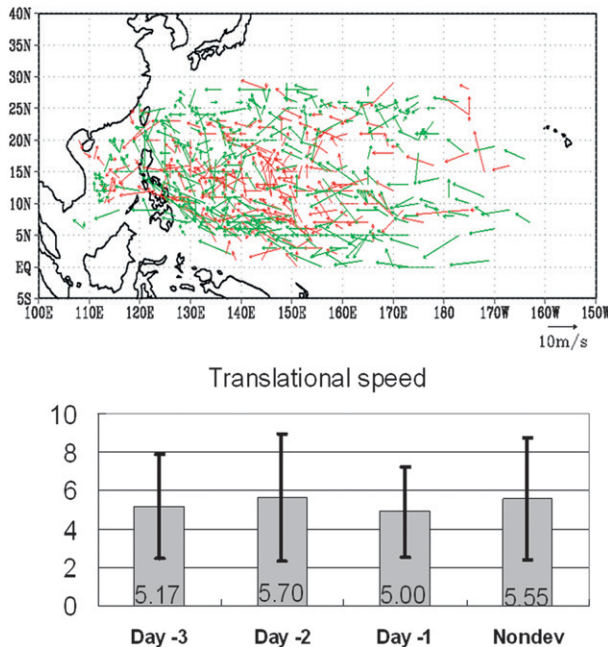 40N
35N
30N
25N
20N
15N
10N
5N
EQ
5S
100E 110E 120E 130E 140E 150E 160E 170E 180 170W 160W 150W
10m/s
Translational speed
10
8
6
4
2
0
5.17 5.70 5.00 5.55
Day -3 Day -2 Day -1 Nondev